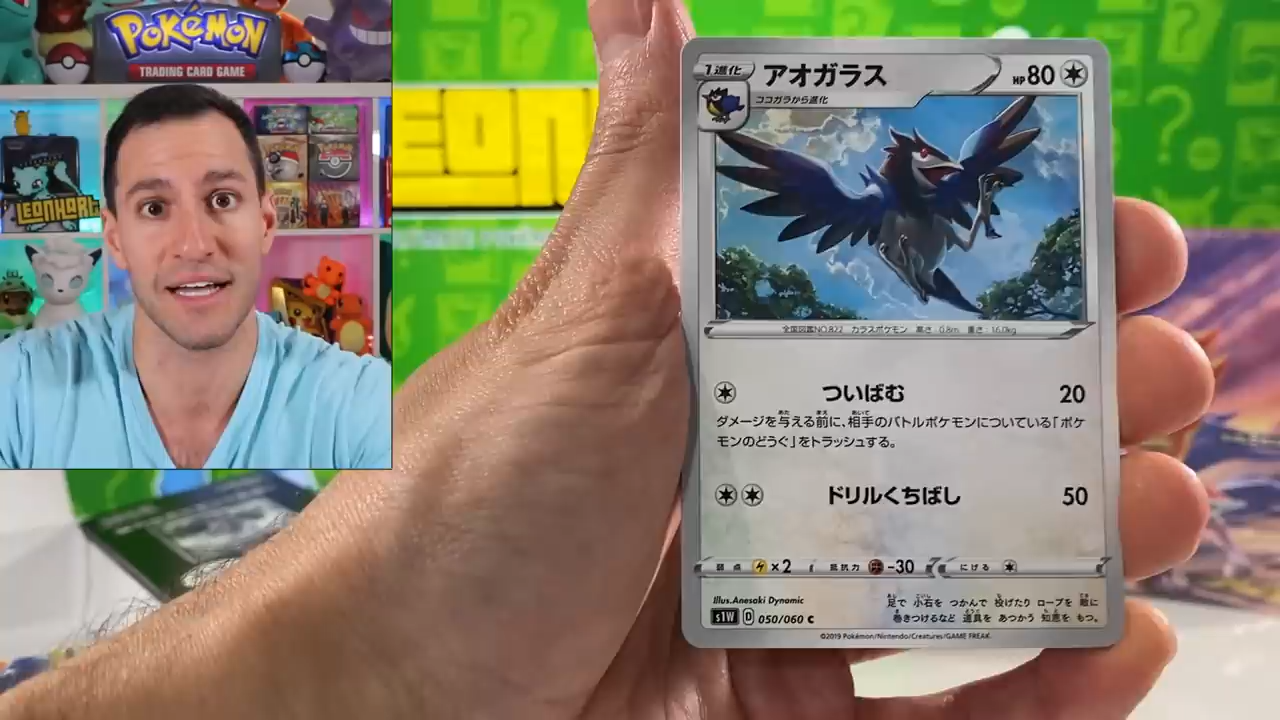 POKéMON
TRADING CARD GAME
LEONHART
LEON
1進化
アオガラス
HP80
ココガラから進化
全国図鑑NO.822 カラスポケモン 高さ:0.8m 重さ:16.0kg
ついばむ 20
ダメージを与える前に、相手のバトルポケモンについている「ポケ
モンのどうぐ」をトラッシュする。
ドリルくちばし 50
弱点 ×2 抵抗力 -30 にげる
Illus.Anesaki Dynamic
足で 小石を つかんで 投げたり ロープを 敵に
巻きつけるなど 道具を あつかう 知恵を もつ。
s1W D 050/060 C
©2019 Pokémon/Nintendo/Creatures/GAME FREAK.